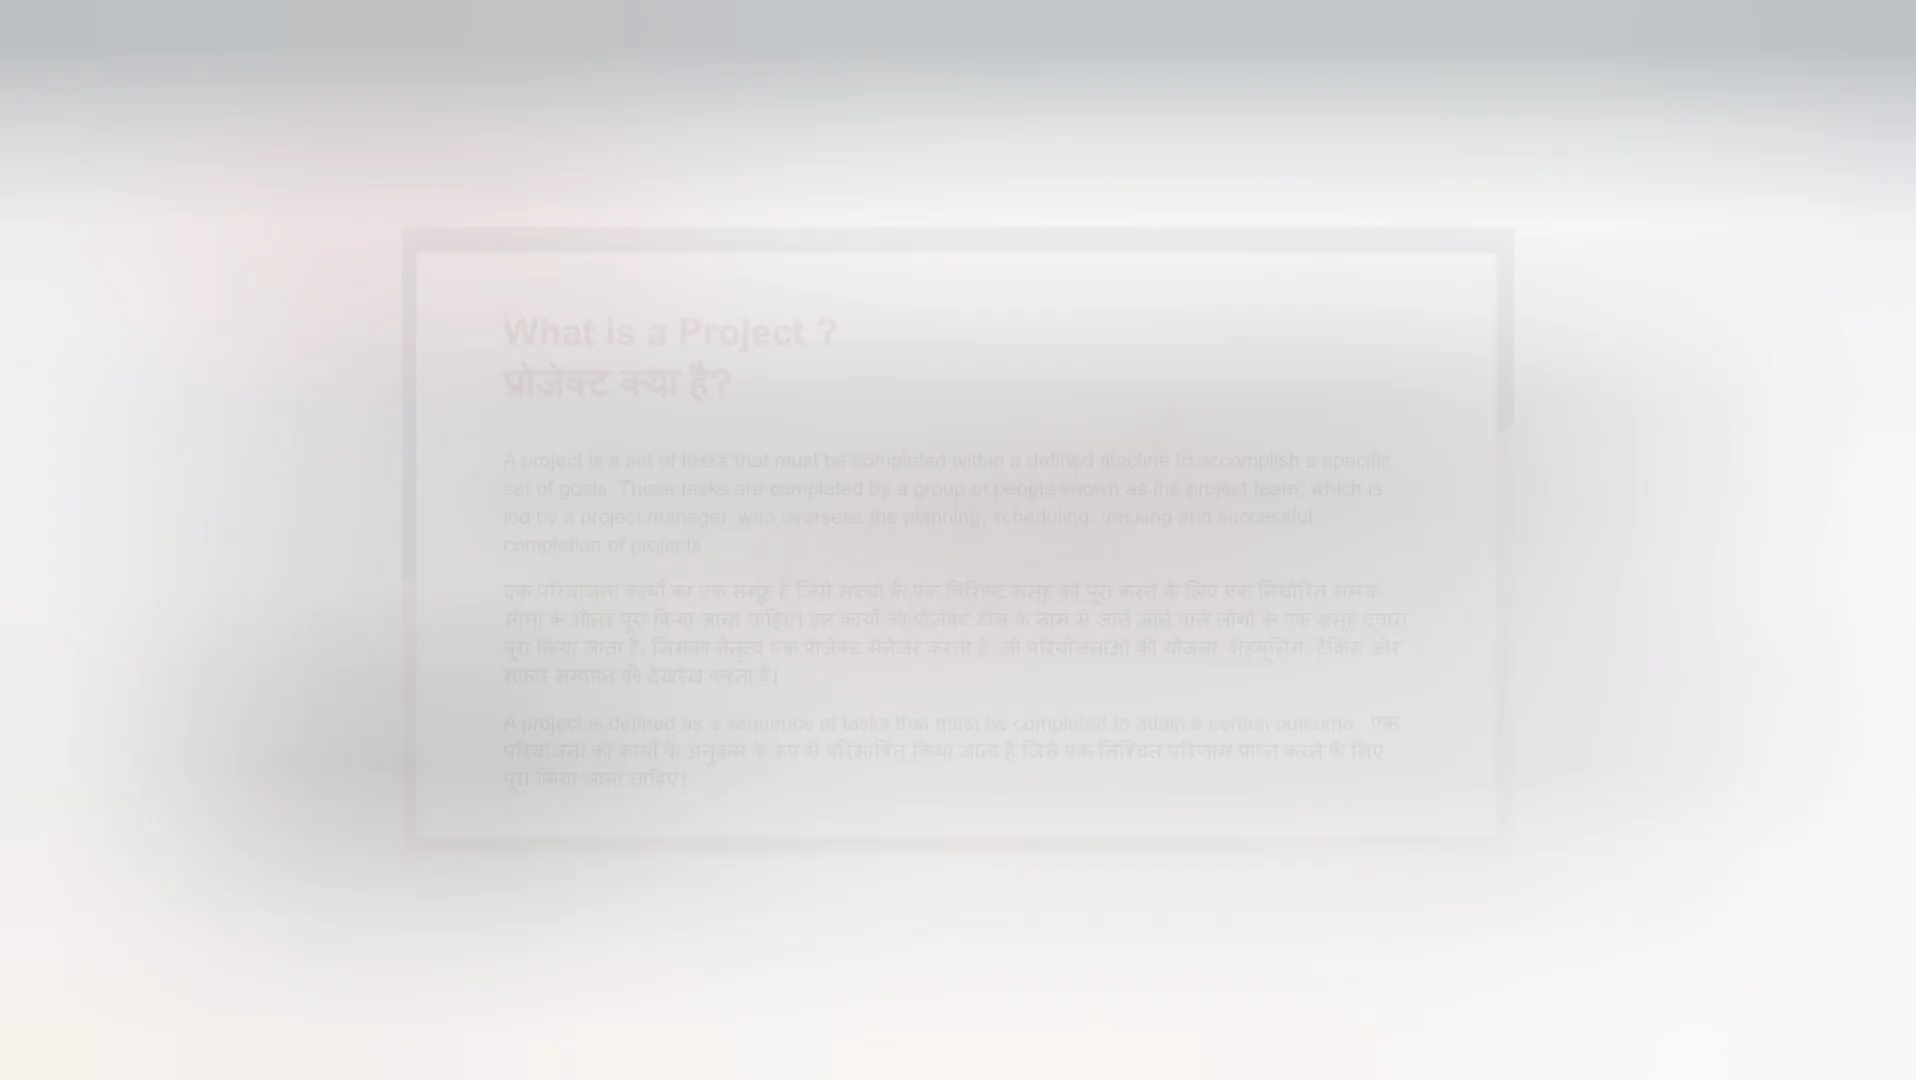 What is a Project ?
प्रोजेक्ट क्या है?
A project is a set of tasks that must be completed within a defined timeline to accomplish a specific
set of goals. These tasks are completed by a group of people known as the project team, which is
led by a project manager, who oversees the planning, scheduling, tracking and successful
completion of projects.
एक परियोजना कार्यों का एक समूह है जिसे लक्ष्यों के एक विशिष्ट समूह को पूरा करने के लिए एक निर्धारित समय
सीमा के भीतर पूरा किया जाना चाहिए। इन कार्यों को प्रोजेक्ट टीम के नाम से जाने जाने वाले लोगों के एक समूह द्वारा
पूरा किया जाता है, जिसका नेतृत्व एक प्रोजेक्ट मैनेजर करता है, जो परियोजनाओं की योजना, शेड्यूलिंग, ट्रैकिंग और
सफल समापन की देखरेख करता है।
A project is defined as a sequence of tasks that must be completed to attain a certain outcome. एक
परियोजना को कार्यों के अनुक्रम के रूप में परिभाषित किया जाता है जिसे एक निश्चित परिणाम प्राप्त करने के लिए
पूरा किया जाना चाहिए।